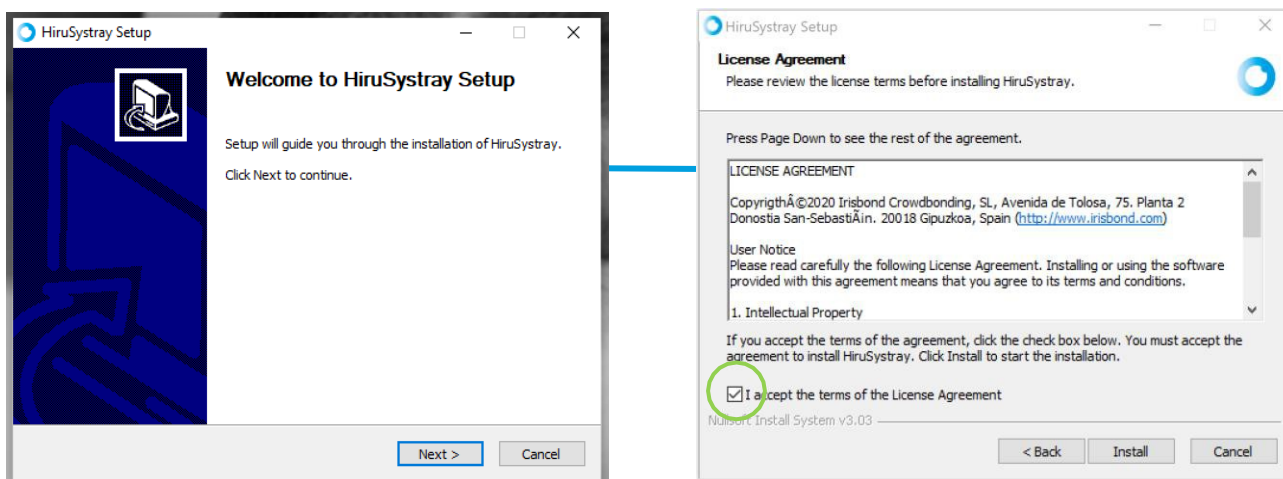 HiruSystray Setup
Welcome to HiruSystray Setup
Setup will guide you through the installation of HiruSystray.
Click Next to continue.
Next >
Cancel
HiruSystray Setup
License Agreement
Please review the license terms before installing HiruSystray.
Press Page Down to see the rest of the agreement.
LICENSE AGREEMENT
CopyrigthÂ©2020 Irisbond Crowdbonding, SL, Avenida de Tolosa, 75. Planta 2
Donostia San-SebastiÃ¡n. 20018 Gipuzkoa, Spain (http://www.irisbond.com)
User Notice
Please read carefully the following License Agreement. Installing or using the software
provided with this agreement means that you agree to its terms and conditions.
1. Intellectual Property
If you accept the terms of the agreement, click the check box below. You must accept the
agreement to install HiruSystray. Click Install to start the installation.
I accept the terms of the License Agreement
Nullsoft Install System v3.03
< Back
Install
Cancel